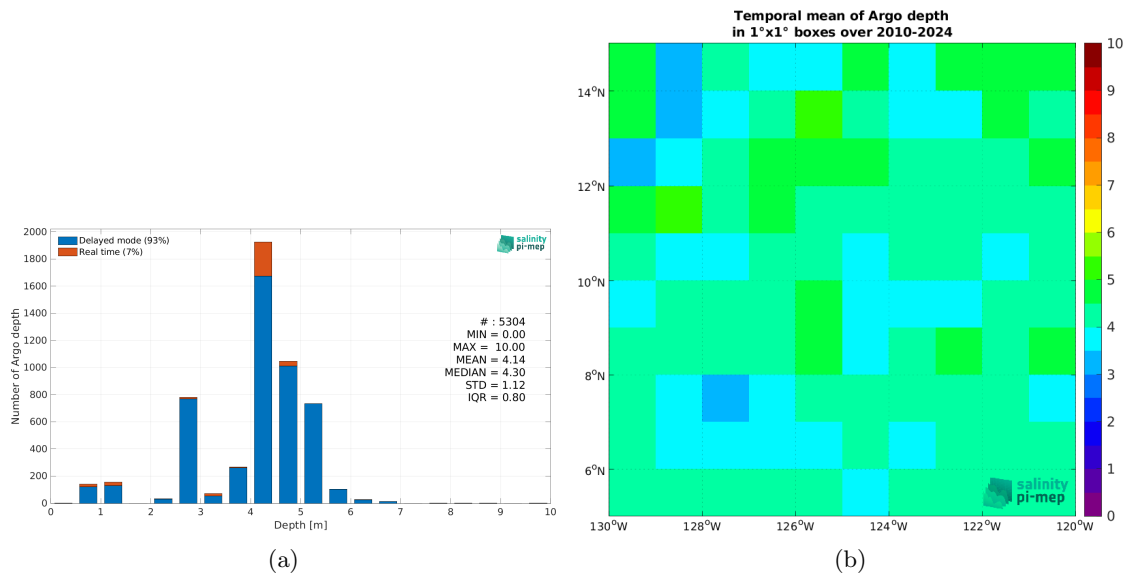 Delayed mode (93%)
Real time (7%)
salinity
pi-mep
2000
1800
1600
1400
1200
1000
800
600
400
200
0
Number of Argo depth
# : 5304
MIN = 0.00
MAX = 10.00
MEAN = 4.14
MEDIAN = 4.30
STD = 1.12
IQR = 0.80
0 1 2 3 4 5 6 7 8 9 10
Depth [m]
(a)
Temporal mean of Argo depth
in 1°x1° boxes over 2010-2024
14°N
12°N
10°N
8°N
6°N
130°W 128°W 126°W 124°W 122°W 120°W
salinity
pi-mep
10
9
8
7
6
5
4
3
2
1
0
(b)